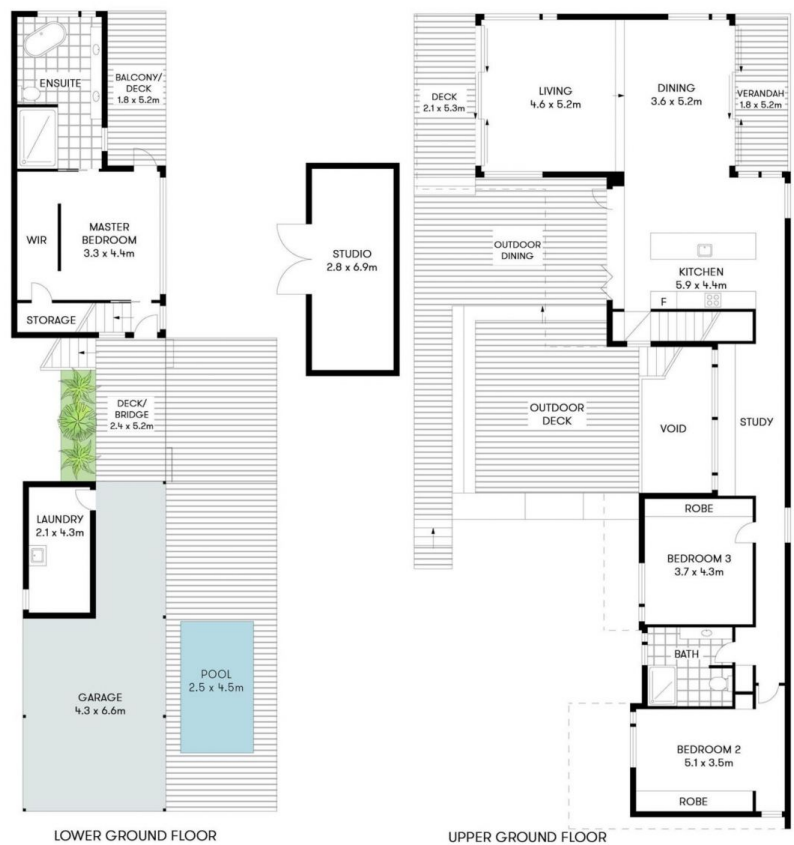 ENSUITE
BALCONY/
DECK
1.8 x 5.2m
WIR
MASTER
BEDROOM
3.3 x 4.4m
STORAGE
DECK/
BRIDGE
2.4 x 5.2m
LAUNDRY
2.1 x 4.3m
GARAGE
4.3 x 6.6m
POOL
2.5 x 4.5m
LOWER GROUND FLOOR
STUDIO
2.8 x 6.9m
DECK
2.1 x 5.3m
LIVING
4.6 x 5.2m
DINING
3.6 x 5.2m
VERANDAH
1.8 x 5.2m
OUTDOOR
DINING
KITCHEN
5.9 x 4.4m
F
OUTDOOR
DECK
VOID
STUDY
ROBE
BEDROOM 3
3.7 x 4.3m
BATH
BEDROOM 2
5.1 x 3.5m
ROBE
UPPER GROUND FLOOR